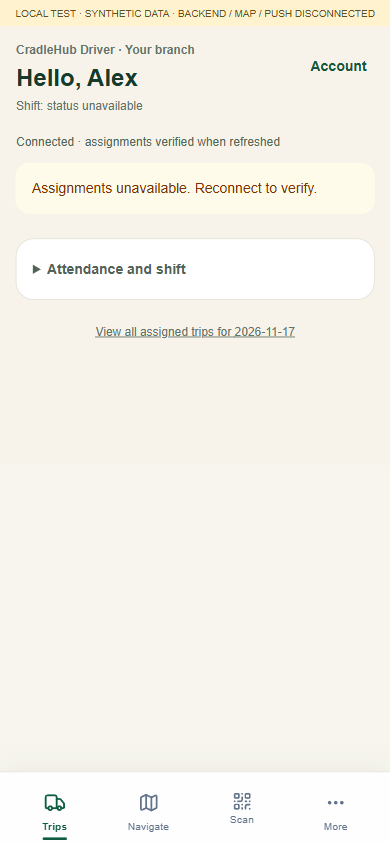 LOCAL TEST · SYNTHETIC DATA · BACKEND / MAP / PUSH DISCONNECTED
CradleHub Driver · Your branch
Hello, Alex
Account
Shift: status unavailable
Connected · assignments verified when refreshed
Assignments unavailable. Reconnect to verify.
Attendance and shift
View all assigned trips for 2026-11-17
Trips
Navigate
Scan
More